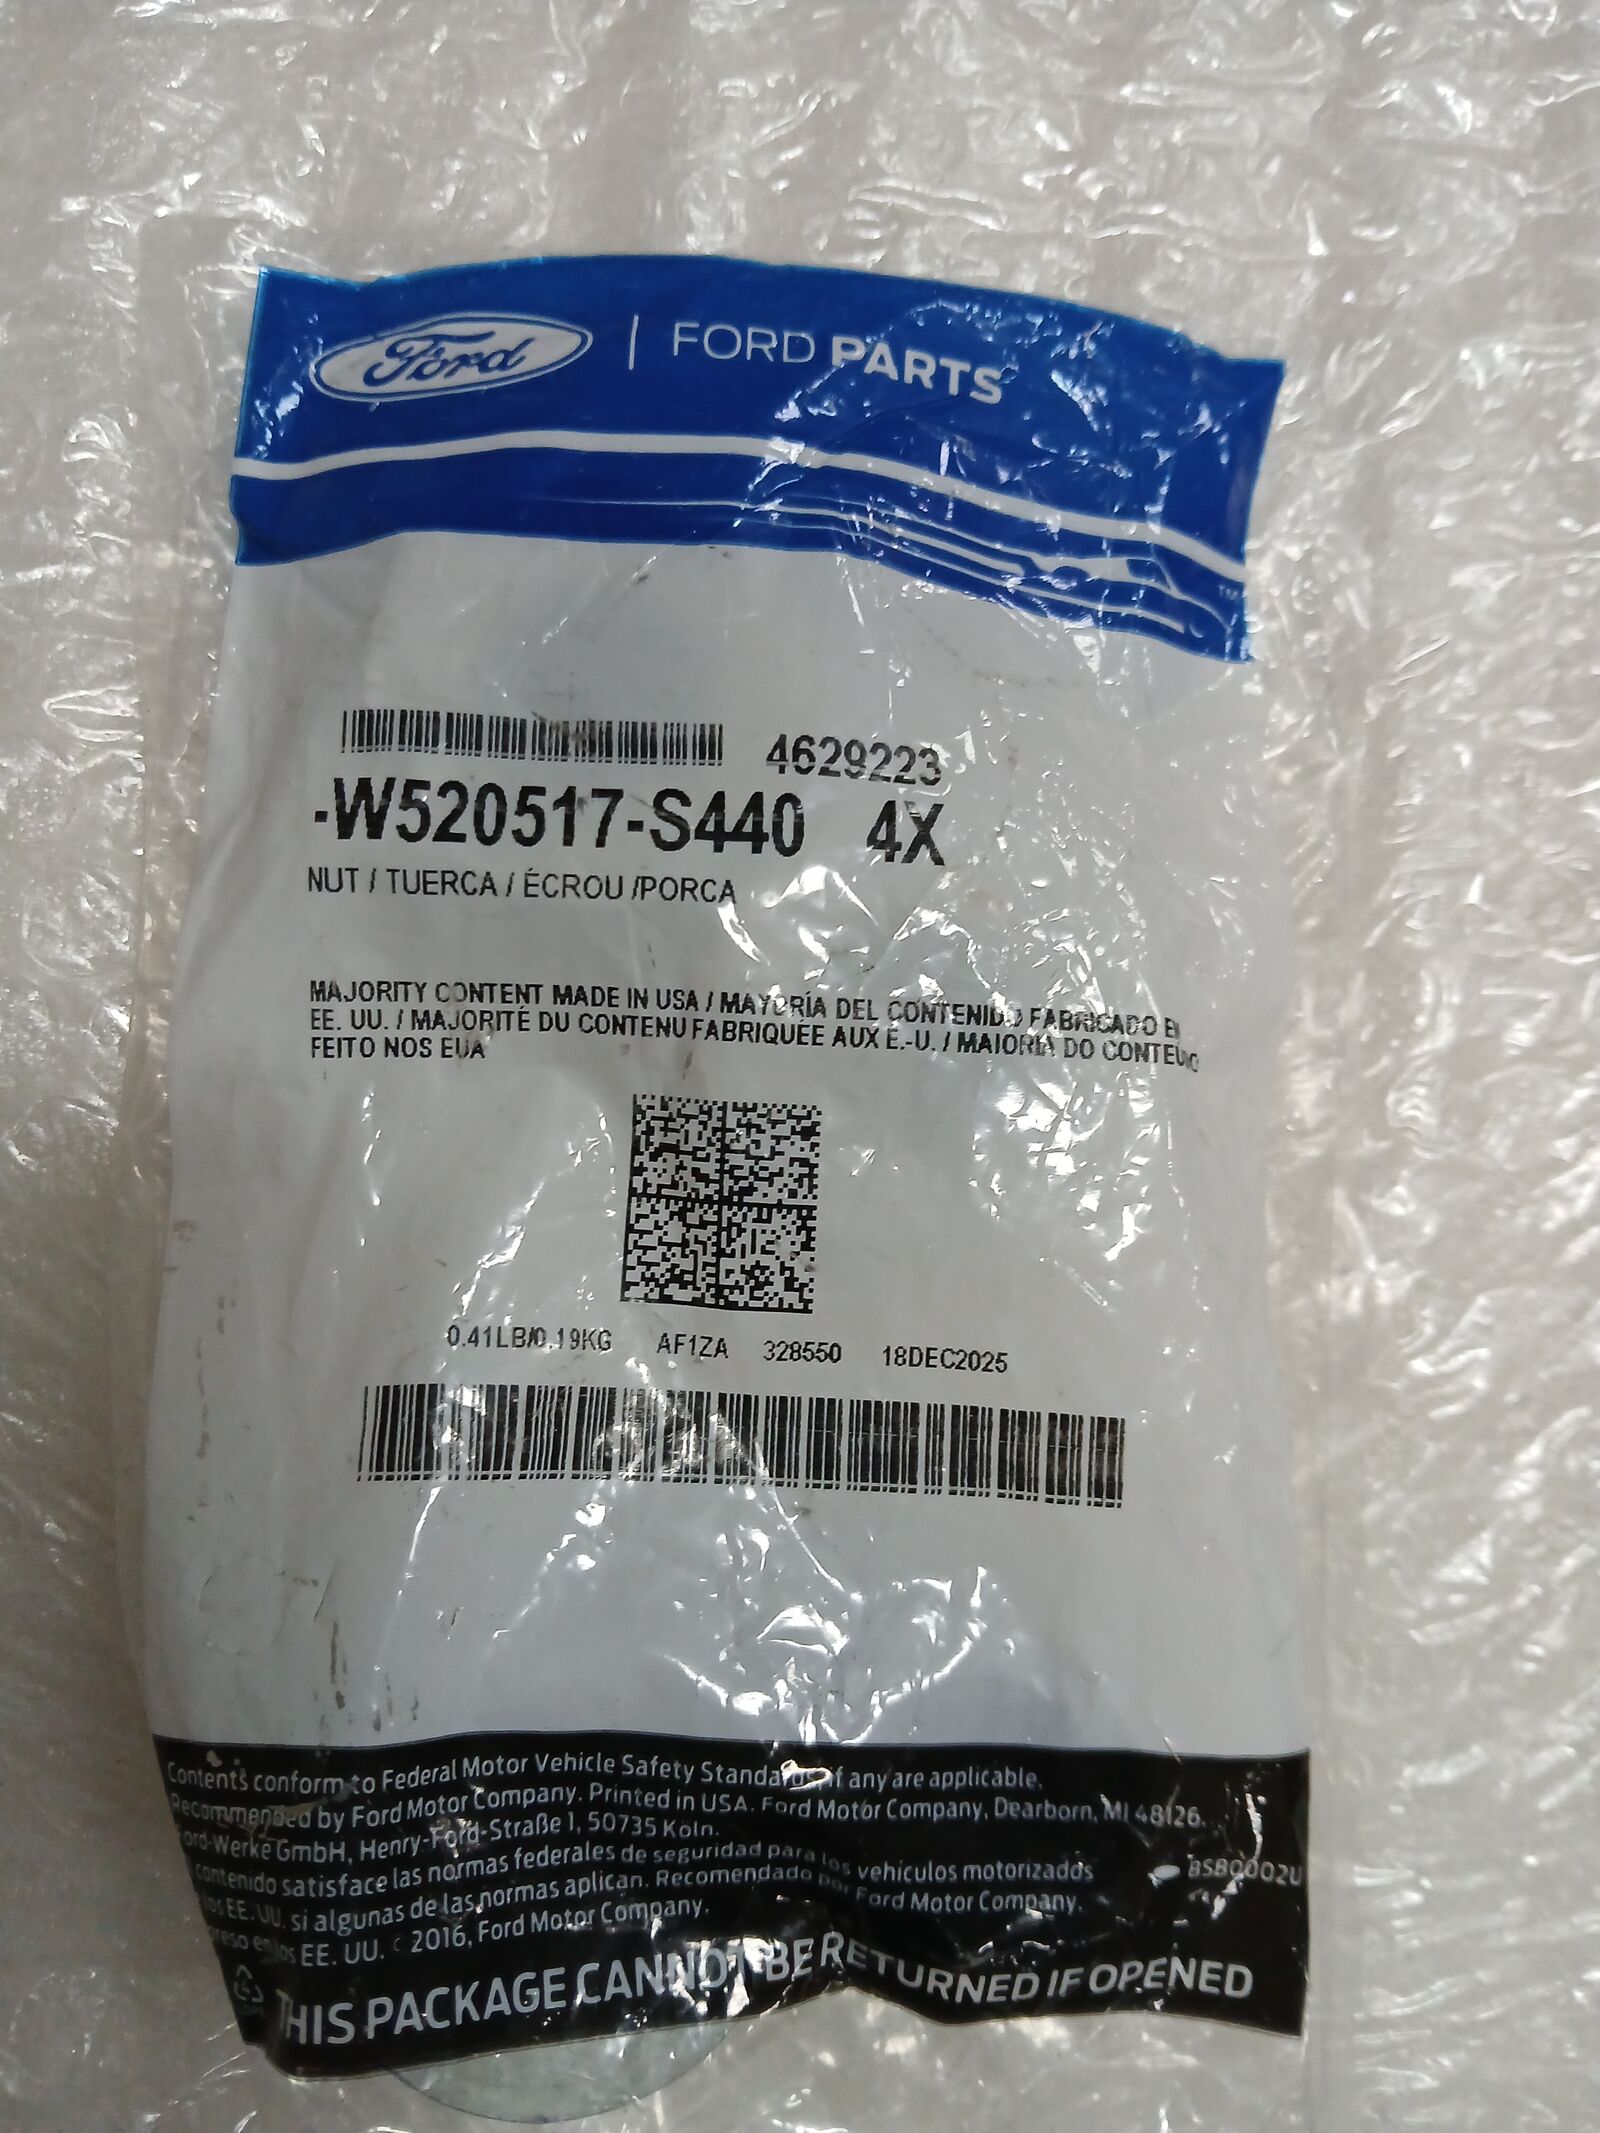 Ford | FORD PARTS
TM
4629223
-W520517-S440 4X
NUT / TUERCA / ÉCROU /PORCA
MAJORITY CONTENT MADE IN USA / MAYORÍA DEL CONTENIDO FABRICADO EN
EE. UU. / MAJORITÉ DU CONTENU FABRIQUÉE AUX É.-U. / MAIORIA DO CONTEÚDO
FEITO NOS EUA
0.41LB/0.19KG AF1ZA 328550 18DEC2025
Contents conform to Federal Motor Vehicle Safety Standards, if any are applicable.
Recommended by Ford Motor Company. Printed in USA. Ford Motor Company, Dearborn, MI 48126.
Ford-Werke GmbH, Henry-Ford-Straße 1, 50735 Köln.
contenido satisface las normas federales de seguridad para los vehículos motorizados
los EE. UU. si algunas de las normas aplican. Recomendado por Ford Motor Company.
preso en los EE. UU. © 2016, Ford Motor Company.
BSB0002U
THIS PACKAGE CANNOT BE RETURNED IF OPENED